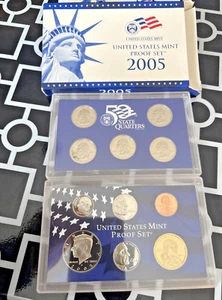 UNITED STATES MINT
UNITED STATES MINT
PROOF SET
2005
2005
50
STATE
QUARTERS
UNITED STATES MINT
PROOF SET